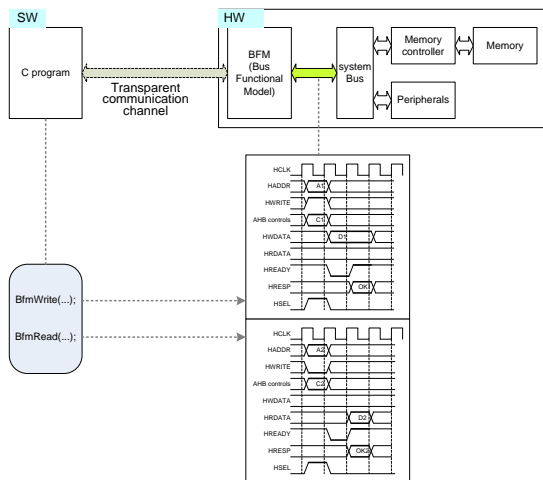 SW
HW
C program
Transparent
communication
channel
BFM
(Bus
Functional
Model)
system
Bus
Memory
controller
Memory
Peripherals
HCLK
HADDR
A1
HWRITE
AHB controls
C1
HWDATA
D1
HRDATA
HREADY
HRESP
OK1
HSEL
BfmWrite(...);
BfmRead(...);
HCLK
HADDR
A2
HWRITE
AHB controls
C2
HWDATA
HRDATA
D2
HREADY
HRESP
OK2
HSEL